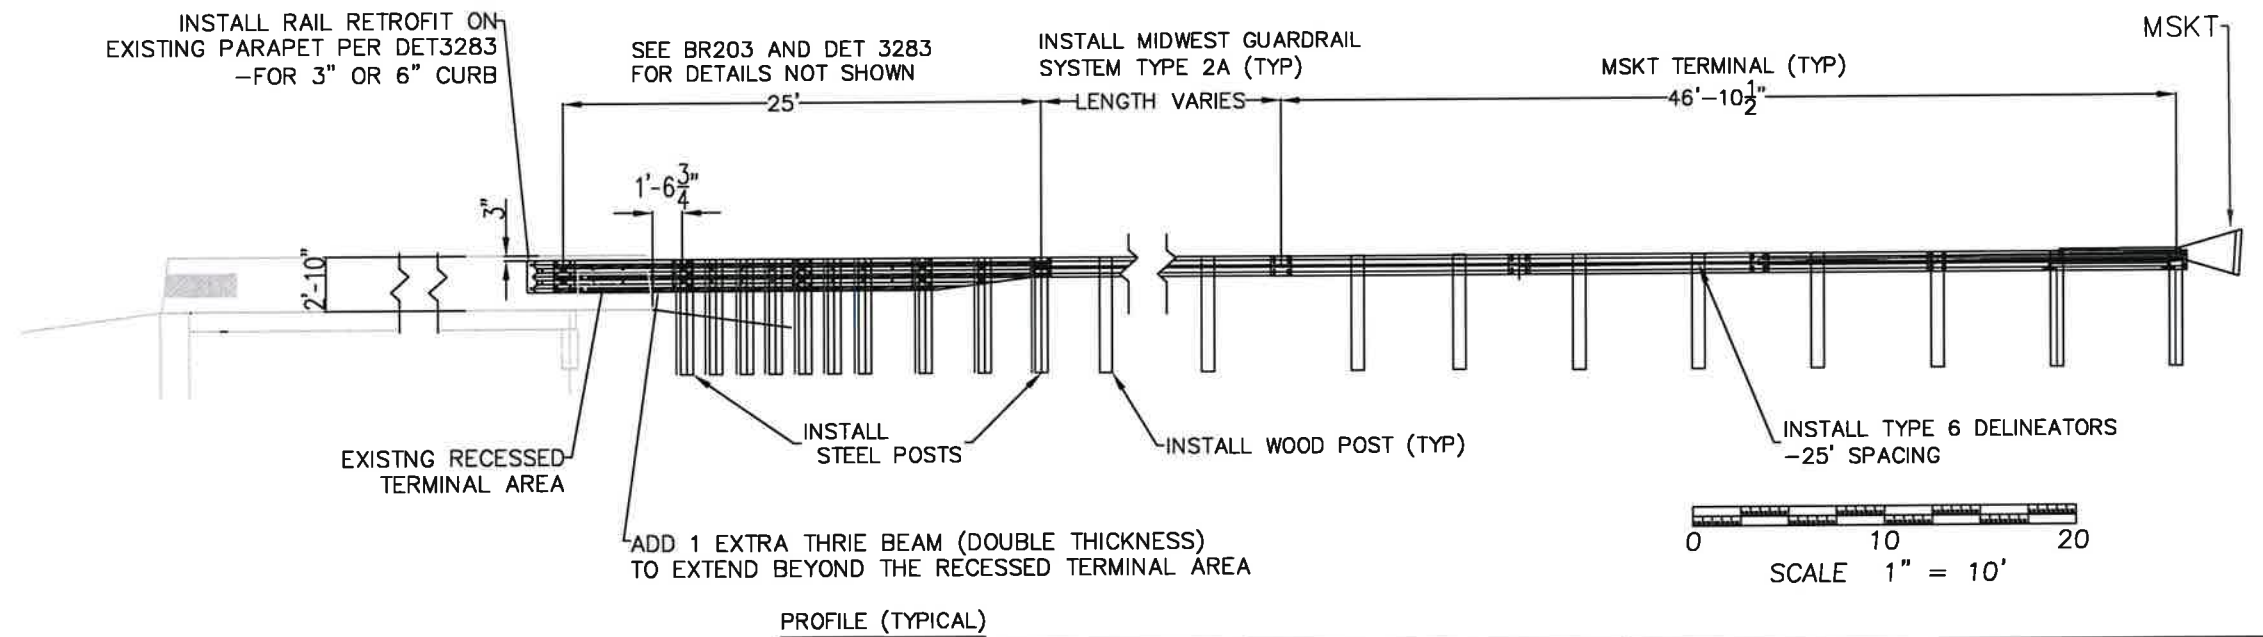 INSTALL RAIL RETROFIT ON
EXISTING PARAPET PER DET3283
-FOR 3" OR 6" CURB
SEE BR203 AND DET 3283
FOR DETAILS NOT SHOWN
25'
INSTALL MIDWEST GUARDRAIL
SYSTEM TYPE 2A (TYP)
LENGTH VARIES
MSKT TERMINAL (TYP)
46'-10½"
MSKT
1'-6¾"
3"
2'-10"
EXISTNG RECESSED
TERMINAL AREA
INSTALL
STEEL POSTS
INSTALL WOOD POST (TYP)
INSTALL TYPE 6 DELINEATORS
-25' SPACING
ADD 1 EXTRA THRIE BEAM (DOUBLE THICKNESS)
TO EXTEND BEYOND THE RECESSED TERMINAL AREA
0 10 20
SCALE 1" = 10'
PROFILE (TYPICAL)